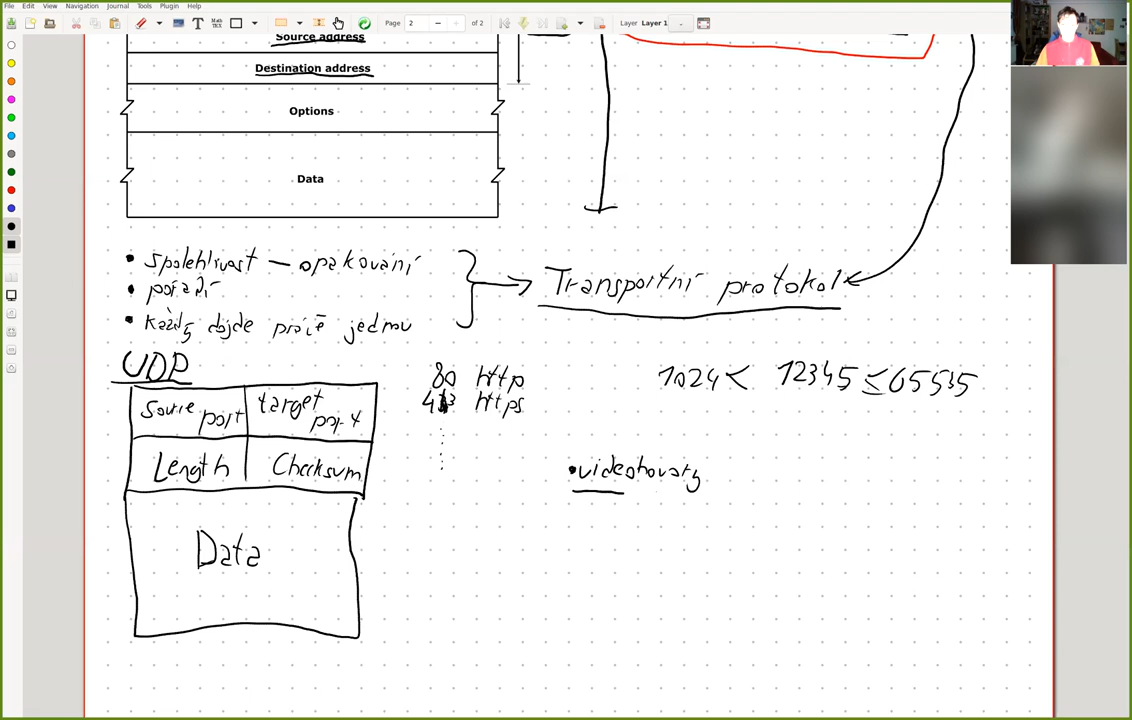 File Edit View Navigation Journal Tools Plugin Help
Page 2 of 2 Layer Layer 1
Source address
Destination address
Options
Data
• spolehlivost — opakování
• pořadí
• každý dojde právě jednou
Transportní protokol
UDP
source port target port
Length Checksum
Data
80 http
443 https
1024 < 12345 ≤ 65535
• videohovory